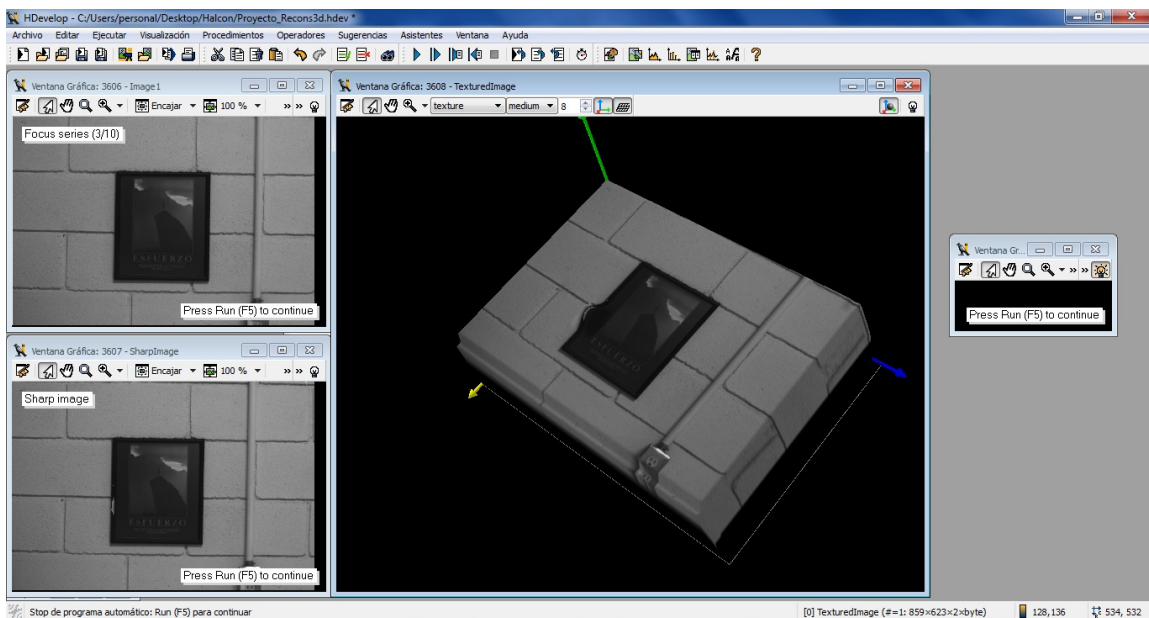 HDevelop - C:/Users/personal/Desktop/Halcon/Proyecto_Recons3d.hdev *
Archivo Editar Ejecutar Visualización Procedimientos Operadores Sugerencias Asistentes Ventana Ayuda
Ventana Gráfica: 3606 - Image1
Encajar 100 % »»
Focus series (3/10)
ESFUERZO
Press Run (F5) to continue
Ventana Gráfica: 3607 - SharpImage
Encajar 100 % »»
Sharp image
ESFUERZO
Press Run (F5) to continue
Ventana Gráfica: 3608 - TexturedImage
texture medium 8
ESFUERZO
Ventana Gr...
»»
Press Run (F5) to continue
Stop de programa automático: Run (F5) para continuar
[0] TexturedImage (#=1: 859×623×2×byte) 128,136 534, 532